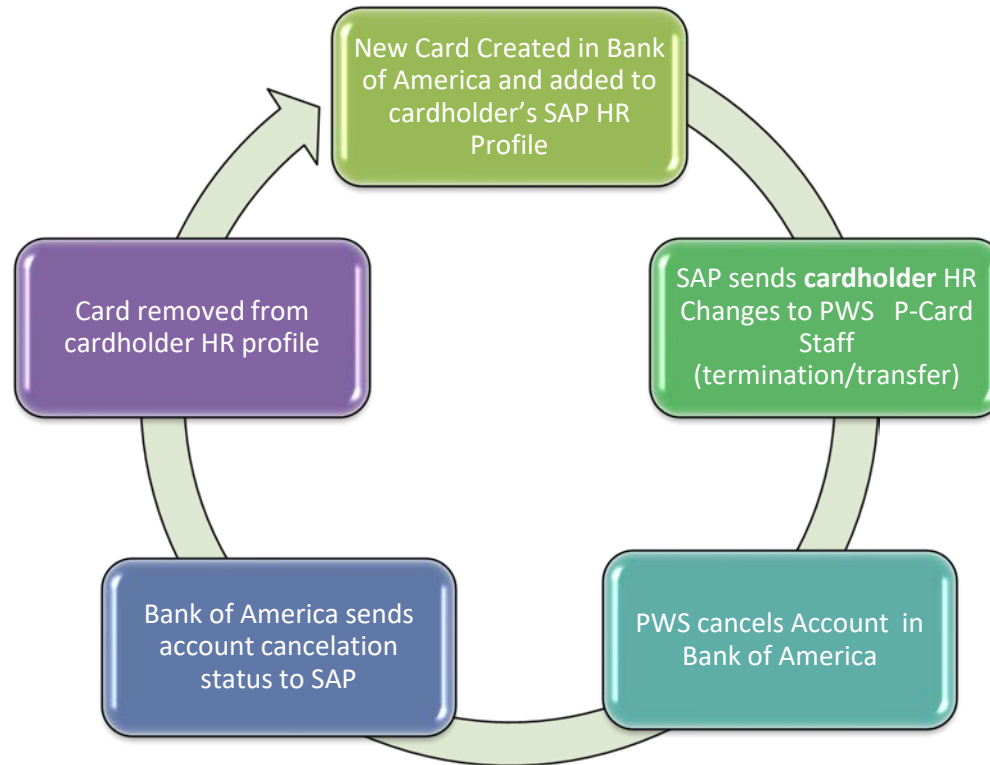 New Card Created in Bank
of America and added to
cardholder’s SAP HR
Profile
SAP sends cardholder HR
Changes to PWS P-Card
Staff
(termination/transfer)
PWS cancels Account in
Bank of America
Bank of America sends
account cancelation
status to SAP
Card removed from
cardholder HR profile